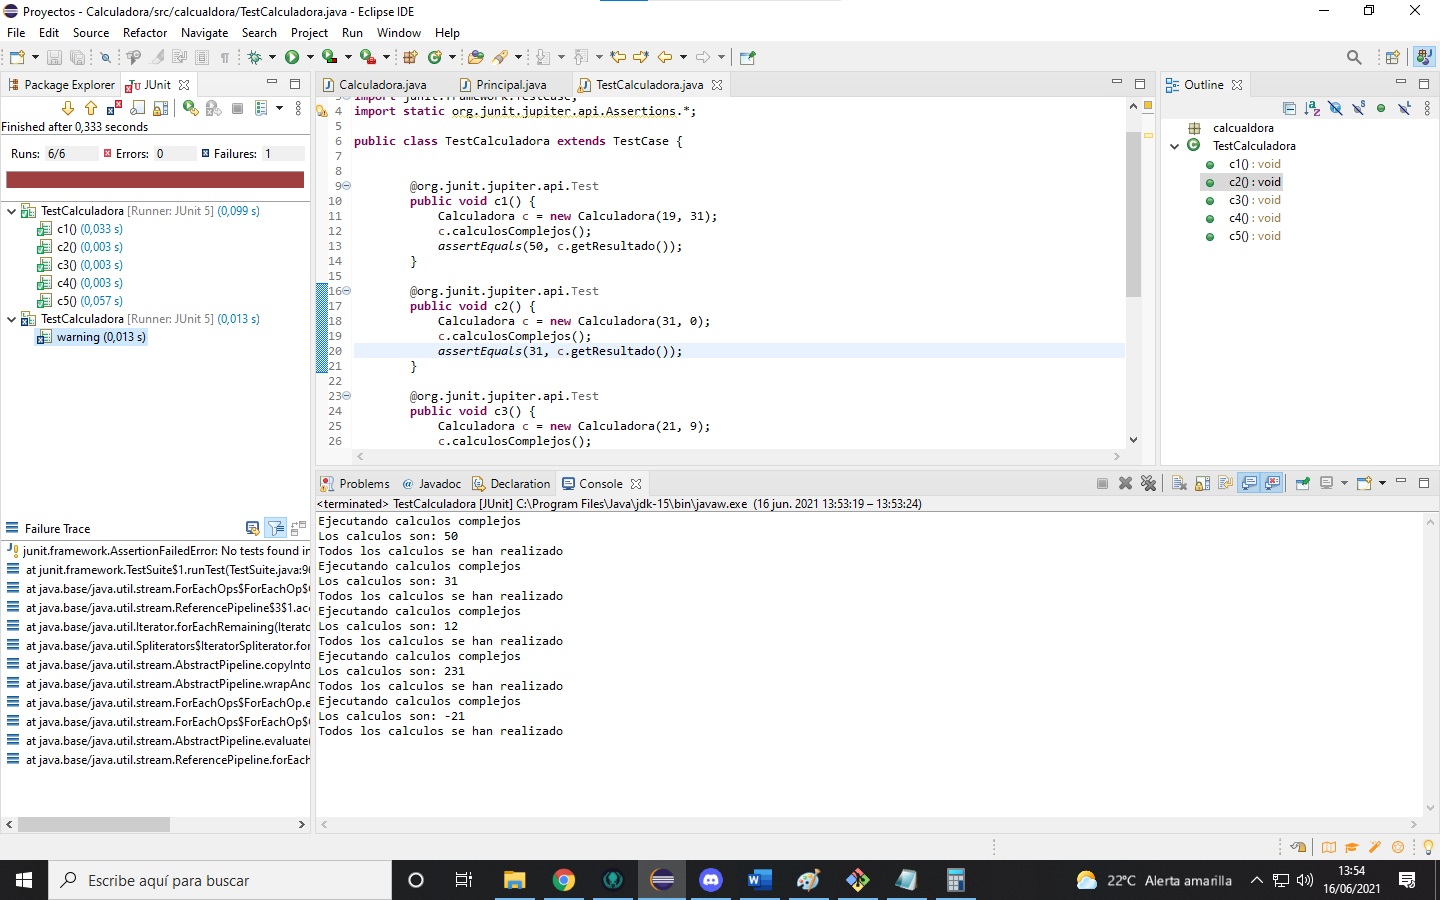 Proyectos - Calculadora/src/calcualdora/TestCalculadora.java - Eclipse IDE
File Edit Source Refactor Navigate Search Project Run Window Help
Package Explorer
JUnit
Finished after 0,333 seconds
Runs: 6/6 Errors: 0 Failures: 1
TestCalculadora [Runner: JUnit 5] (0,099 s)
c1() (0,033 s)
c2() (0,003 s)
c3() (0,003 s)
c4() (0,003 s)
c5() (0,057 s)
TestCalculadora [Runner: JUnit 5] (0,013 s)
warning (0,013 s)
Failure Trace
junit.framework.AssertionFailedError: No tests found in
at junit.framework.TestSuite$1.runTest(TestSuite.java:96
at java.base/java.util.stream.ForEachOps$ForEachOp$
at java.base/java.util.stream.ReferencePipeline$3$1.acc
at java.base/java.util.Iterator.forEachRemaining(Iterato
at java.base/java.util.Spliterators$IteratorSpliterator.for
at java.base/java.util.stream.AbstractPipeline.copyInto
at java.base/java.util.stream.AbstractPipeline.wrapAnd
at java.base/java.util.stream.ForEachOps$ForEachOp.e
at java.base/java.util.stream.ForEachOps$ForEachOp$
at java.base/java.util.stream.AbstractPipeline.evaluate(
at java.base/java.util.stream.ReferencePipeline.forEach
Calculadora.java Principal.java TestCalculadora.java
3 import junit.framework.TestCase;
4 import static org.junit.jupiter.api.Assertions.*;
5
6 public class TestCalculadora extends TestCase {
7
8
9 @org.junit.jupiter.api.Test
10 public void c1() {
11 Calculadora c = new Calculadora(19, 31);
12 c.calculosComplejos();
13 assertEquals(50, c.getResultado());
14 }
15
16 @org.junit.jupiter.api.Test
17 public void c2() {
18 Calculadora c = new Calculadora(31, 0);
19 c.calculosComplejos();
20 assertEquals(31, c.getResultado());
21 }
22
23 @org.junit.jupiter.api.Test
24 public void c3() {
25 Calculadora c = new Calculadora(21, 9);
26 c.calculosComplejos();
Outline
calcualdora
TestCalculadora
c1() : void
c2() : void
c3() : void
c4() : void
c5() : void
Problems @ Javadoc Declaration Console
<terminated> TestCalculadora [JUnit] C:\Program Files\Java\jdk-15\bin\javaw.exe (16 jun. 2021 13:53:19 – 13:53:24)
Ejecutando calculos complejos
Los calculos son: 50
Todos los calculos se han realizado
Ejecutando calculos complejos
Los calculos son: 31
Todos los calculos se han realizado
Ejecutando calculos complejos
Los calculos son: 12
Todos los calculos se han realizado
Ejecutando calculos complejos
Los calculos son: 231
Todos los calculos se han realizado
Ejecutando calculos complejos
Los calculos son: -21
Todos los calculos se han realizado
Escribe aquí para buscar
22°C Alerta amarilla
13:54
16/06/2021